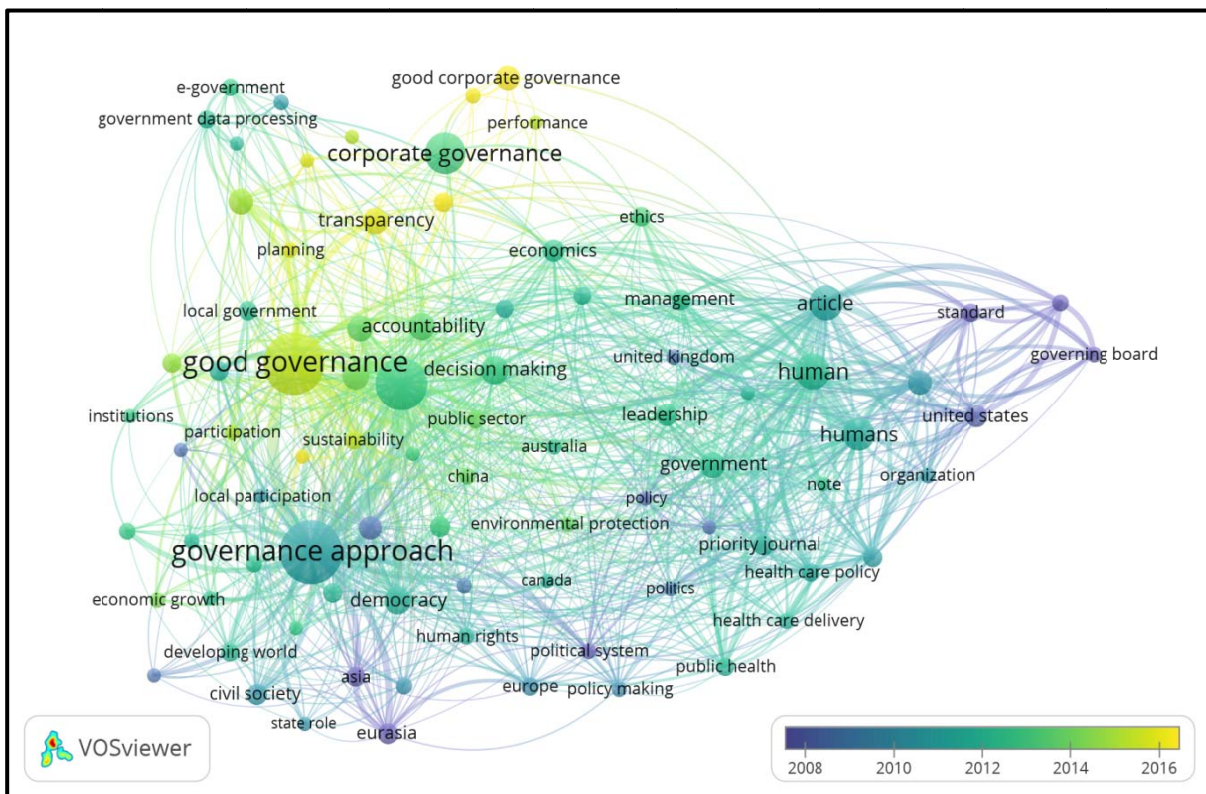 good corporate governance
e-government
government data processing
performance
corporate governance
transparency
ethics
planning
economics
local government
management
article
standard
accountability
united kingdom
governing board
good governance
decision making
human
institutions
participation
public sector
leadership
united states
sustainability
australia
humans
china
government
note
organization
local participation
policy
environmental protection
governance approach
priority journal
canada
politics
health care policy
economic growth
democracy
human rights
health care delivery
developing world
political system
public health
asia
civil society
europe
policy making
state role
eurasia
VOSviewer
2008 2010 2012 2014 2016